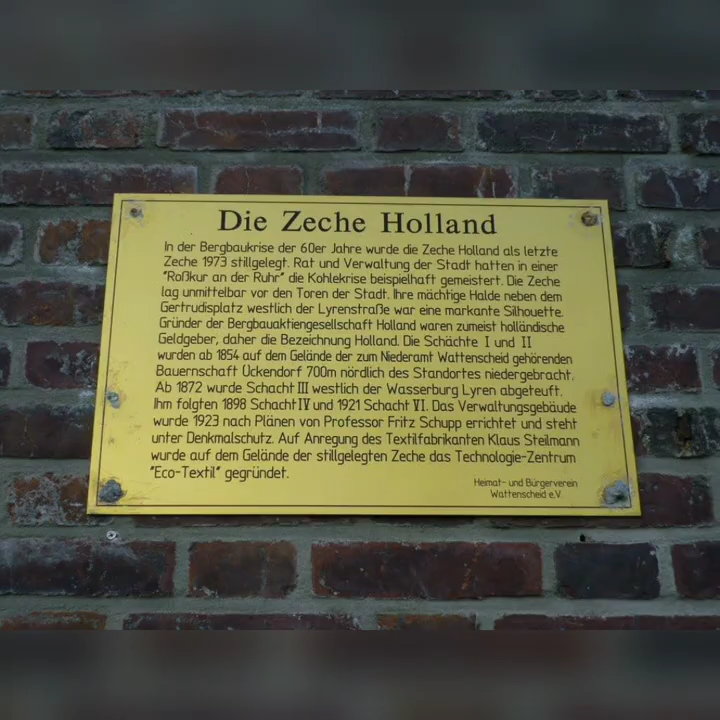 Die Zeche Holland
In der Bergbaukrise der 60er Jahre wurde die Zeche Holland als letzte
Zeche 1973 stillgelegt. Rat und Verwaltung der Stadt hatten in einer
"Roßkur an der Ruhr" die Kohlekrise beispielhaft gemeistert. Die Zeche
lag unmittelbar vor den Toren der Stadt. Ihre mächtige Halde neben dem
Gertrudisplatz westlich der Lyrenstraße war eine markante Silhouette.
Gründer der Bergbauaktiengesellschaft Holland waren zumeist holländische
Geldgeber, daher die Bezeichnung Holland. Die Schächte I und II
wurden ab 1854 auf dem Gelände der zum Niederamt Wattenscheid gehörenden
Bauernschaft Ückendorf 700m nördlich des Standortes niedergebracht.
Ab 1872 wurde Schacht III westlich der Wasserburg Lyren abgeteuft.
Ihm folgten 1898 Schacht IV und 1921 Schacht VI. Das Verwaltungsgebäude
wurde 1923 nach Plänen von Professor Fritz Schupp errichtet und steht
unter Denkmalschutz. Auf Anregung des Textilfabrikanten Klaus Steilmann
wurde auf dem Gelände der stillgelegten Zeche das Technologie-Zentrum
"Eco-Textil" gegründet.
Heimat- und Bürgerverein
Wattenscheid e.V.